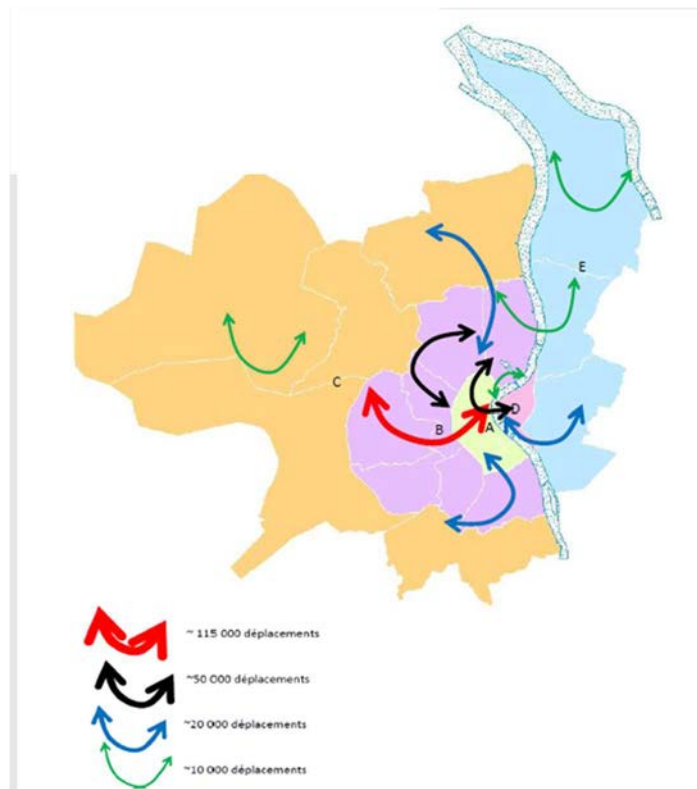 E
C
D
B
A
~ 115 000 déplacements
~50 000 déplacements
~20 000 déplacements
~10 000 déplacements